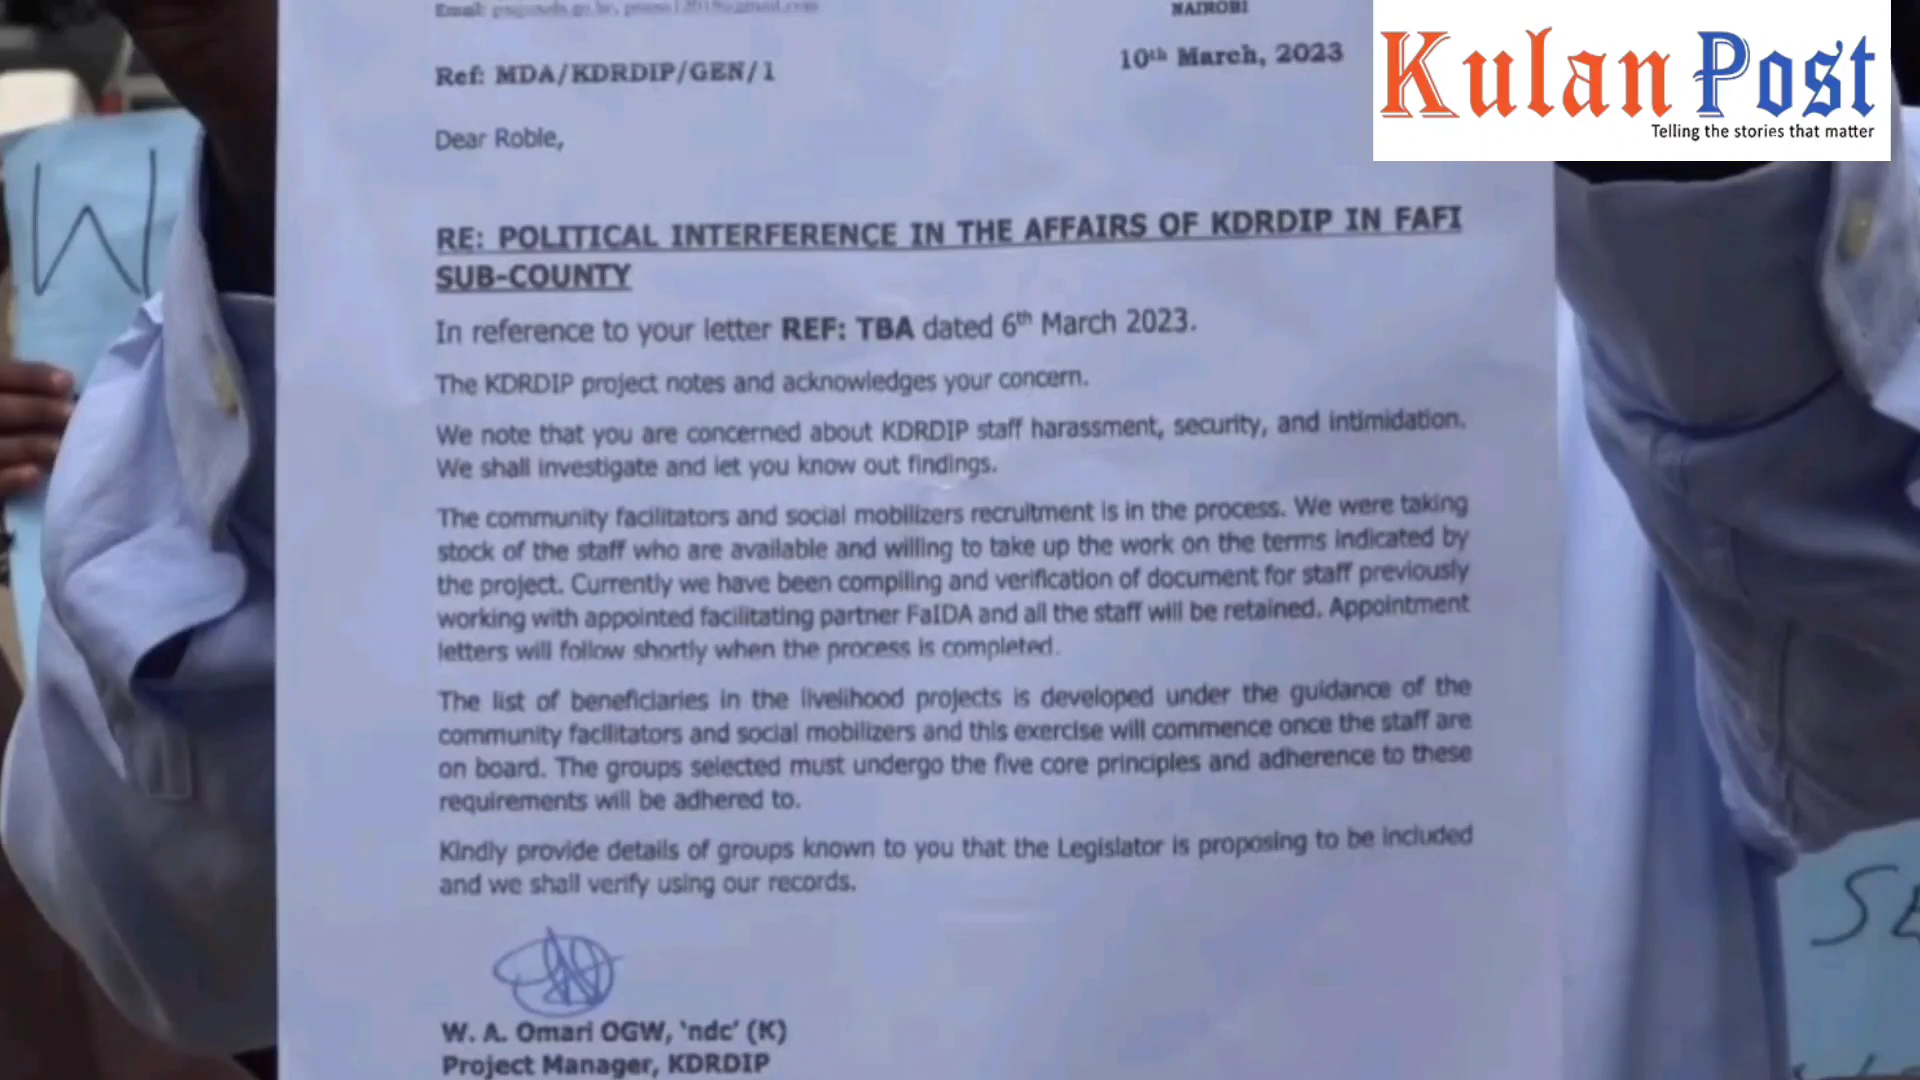 Email:
NAIROBI
Ref: MDA/KDRDIP/GEN/1
10th March, 2023
Kulan Post
Telling the stories that matter
Dear Roble,
W
RE: POLITICAL INTERFERENCE IN THE AFFAIRS OF KDRDIP IN FAFI
SUB-COUNTY
In reference to your letter REF: TBA dated 6th March 2023.
The KDRDIP project notes and acknowledges your concern.
We note that you are concerned about KDRDIP staff harassment, security, and intimidation.
We shall investigate and let you know out findings.
The community facilitators and social mobilizers recruitment is in the process. We were taking
stock of the staff who are available and willing to take up the work on the terms indicated by
the project. Currently we have been compiling and verification of document for staff previously
working with appointed facilitating partner FaIDA and all the staff will be retained. Appointment
letters will follow shortly when the process is completed.
The list of beneficiaries in the livelihood projects is developed under the guidance of the
community facilitators and social mobilizers and this exercise will commence once the staff are
on board. The groups selected must undergo the five core principles and adherence to these
requirements will be adhered to.
Kindly provide details of groups known to you that the Legislator is proposing to be included
and we shall verify using our records.
W. A. Omari OGW, 'ndc' (K)
Project Manager, KDRDIP